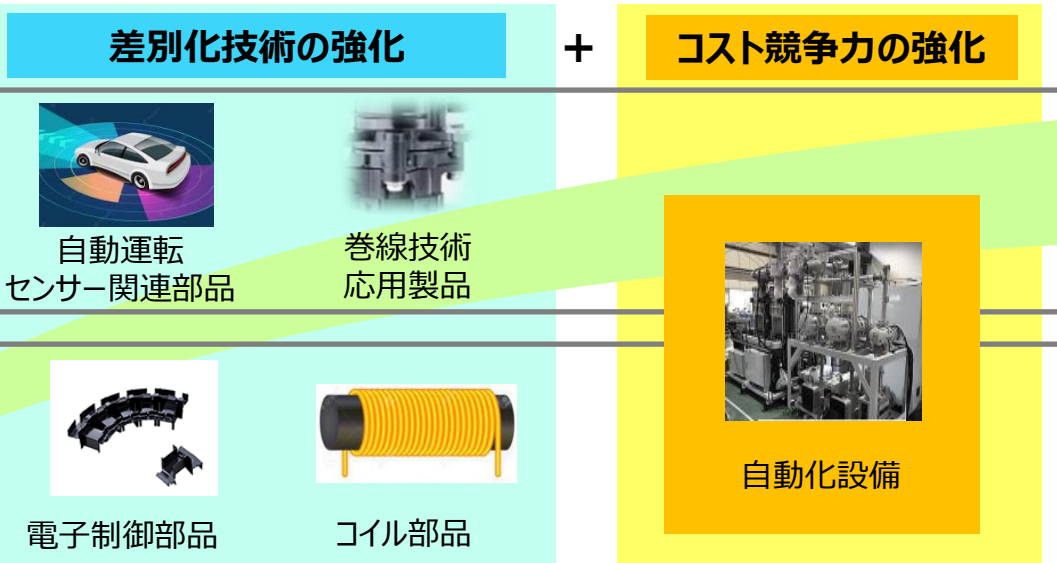 差別化技術の強化
+
コスト競争力の強化
自動運転
センサー関連部品
巻線技術
応用製品
電子制御部品
コイル部品
自動化設備